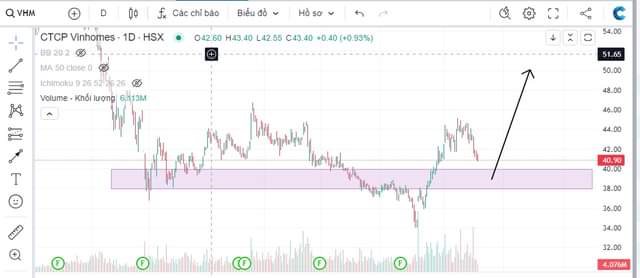 VHM
D
Các chỉ báo
Biểu đồ
Hồ sơ
CTCP Vinhomes · 1D · HSX
O42.60 H43.40 L42.55 C43.40 +0.40 (+0.93%)
BB 20 2
MA 50 close 0
Ichimoku 9 26 52 26 26
Volume - Khối lượng 6.113M
54.00
51.65
50.00
48.00
46.00
44.00
42.00
40.90
40.00
38.00
36.00
34.00
30.00
4.076M
F
F
F
F
F
F
T